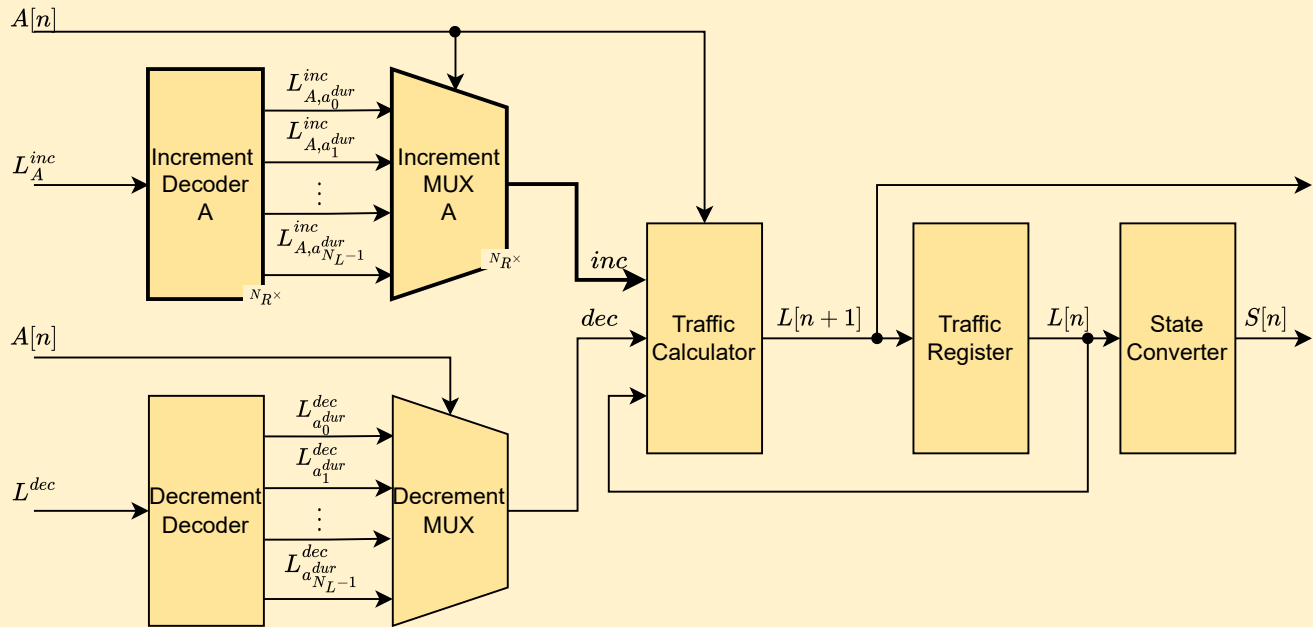 A[n]
L_A^{inc}
Increment
Decoder
A
N_R×
L_{A,a_0^{dur}}^{inc}
L_{A,a_1^{dur}}^{inc}
⋮
L_{A,a_{N_L-1}^{dur}}^{inc}
Increment
MUX
A
N_R×
inc
dec
A[n]
L^{dec}
Decrement
Decoder
L_{a_0^{dur}}^{dec}
L_{a_1^{dur}}^{dec}
⋮
L_{a_{N_L-1}^{dur}}^{dec}
Decrement
MUX
Traffic
Calculator
L[n + 1]
Traffic
Register
L[n]
State
Converter
S[n]